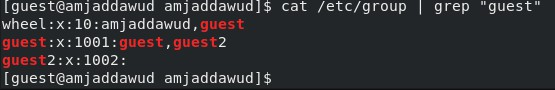 [guest@amjaddawud amjaddawud]$ cat /etc/group | grep "guest"
wheel:x:10:amjaddawud,guest
guest:x:1001:guest,guest2
guest2:x:1002:
[guest@amjaddawud amjaddawud]$